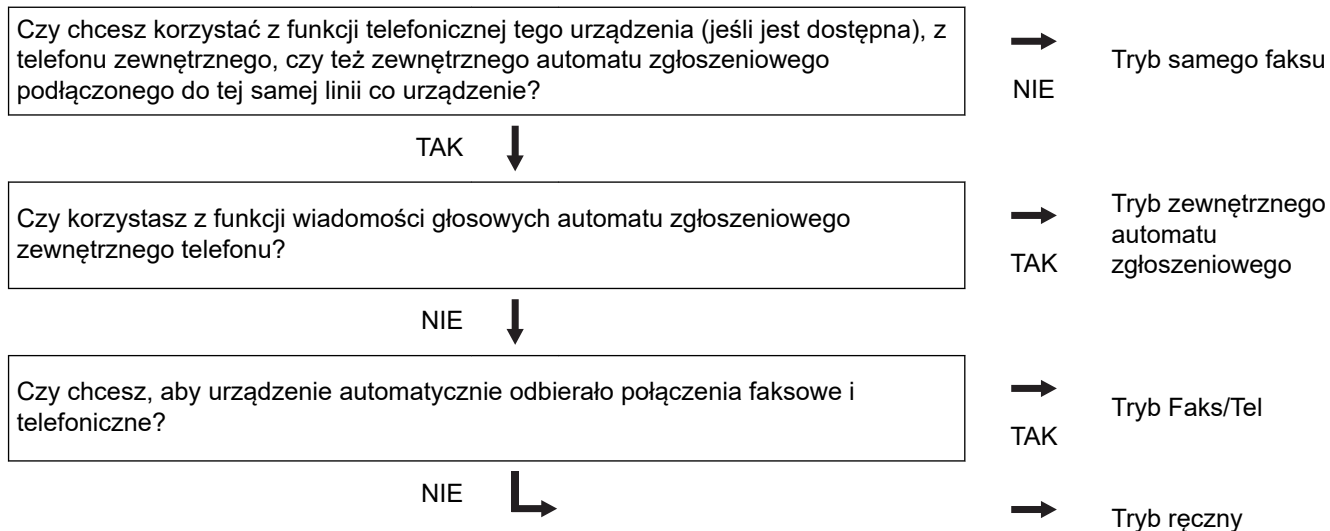 Czy chcesz korzystać z funkcji telefonicznej tego urządzenia (jeśli jest dostępna), z
telefonu zewnętrznego, czy też zewnętrznego automatu zgłoszeniowego
podłączonego do tej samej linii co urządzenie?
NIE
Tryb samego faksu
TAK
Czy korzystasz z funkcji wiadomości głosowych automatu zgłoszeniowego
zewnętrznego telefonu?
TAK
Tryb zewnętrznego
automatu
zgłoszeniowego
NIE
Czy chcesz, aby urządzenie automatycznie odbierało połączenia faksowe i
telefoniczne?
TAK
Tryb Faks/Tel
NIE
Tryb ręczny